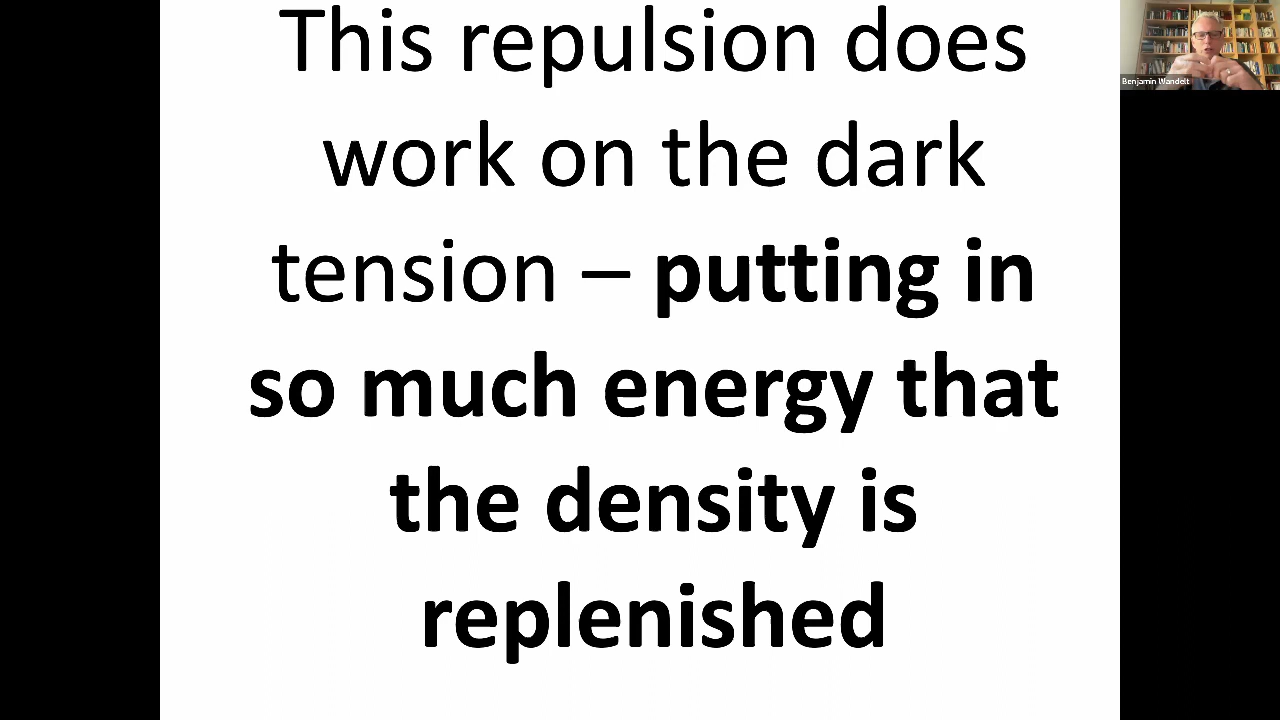 This repulsion does
work on the dark
tension – putting in
so much energy that
the density is
replenished
Benjamin Wandelt